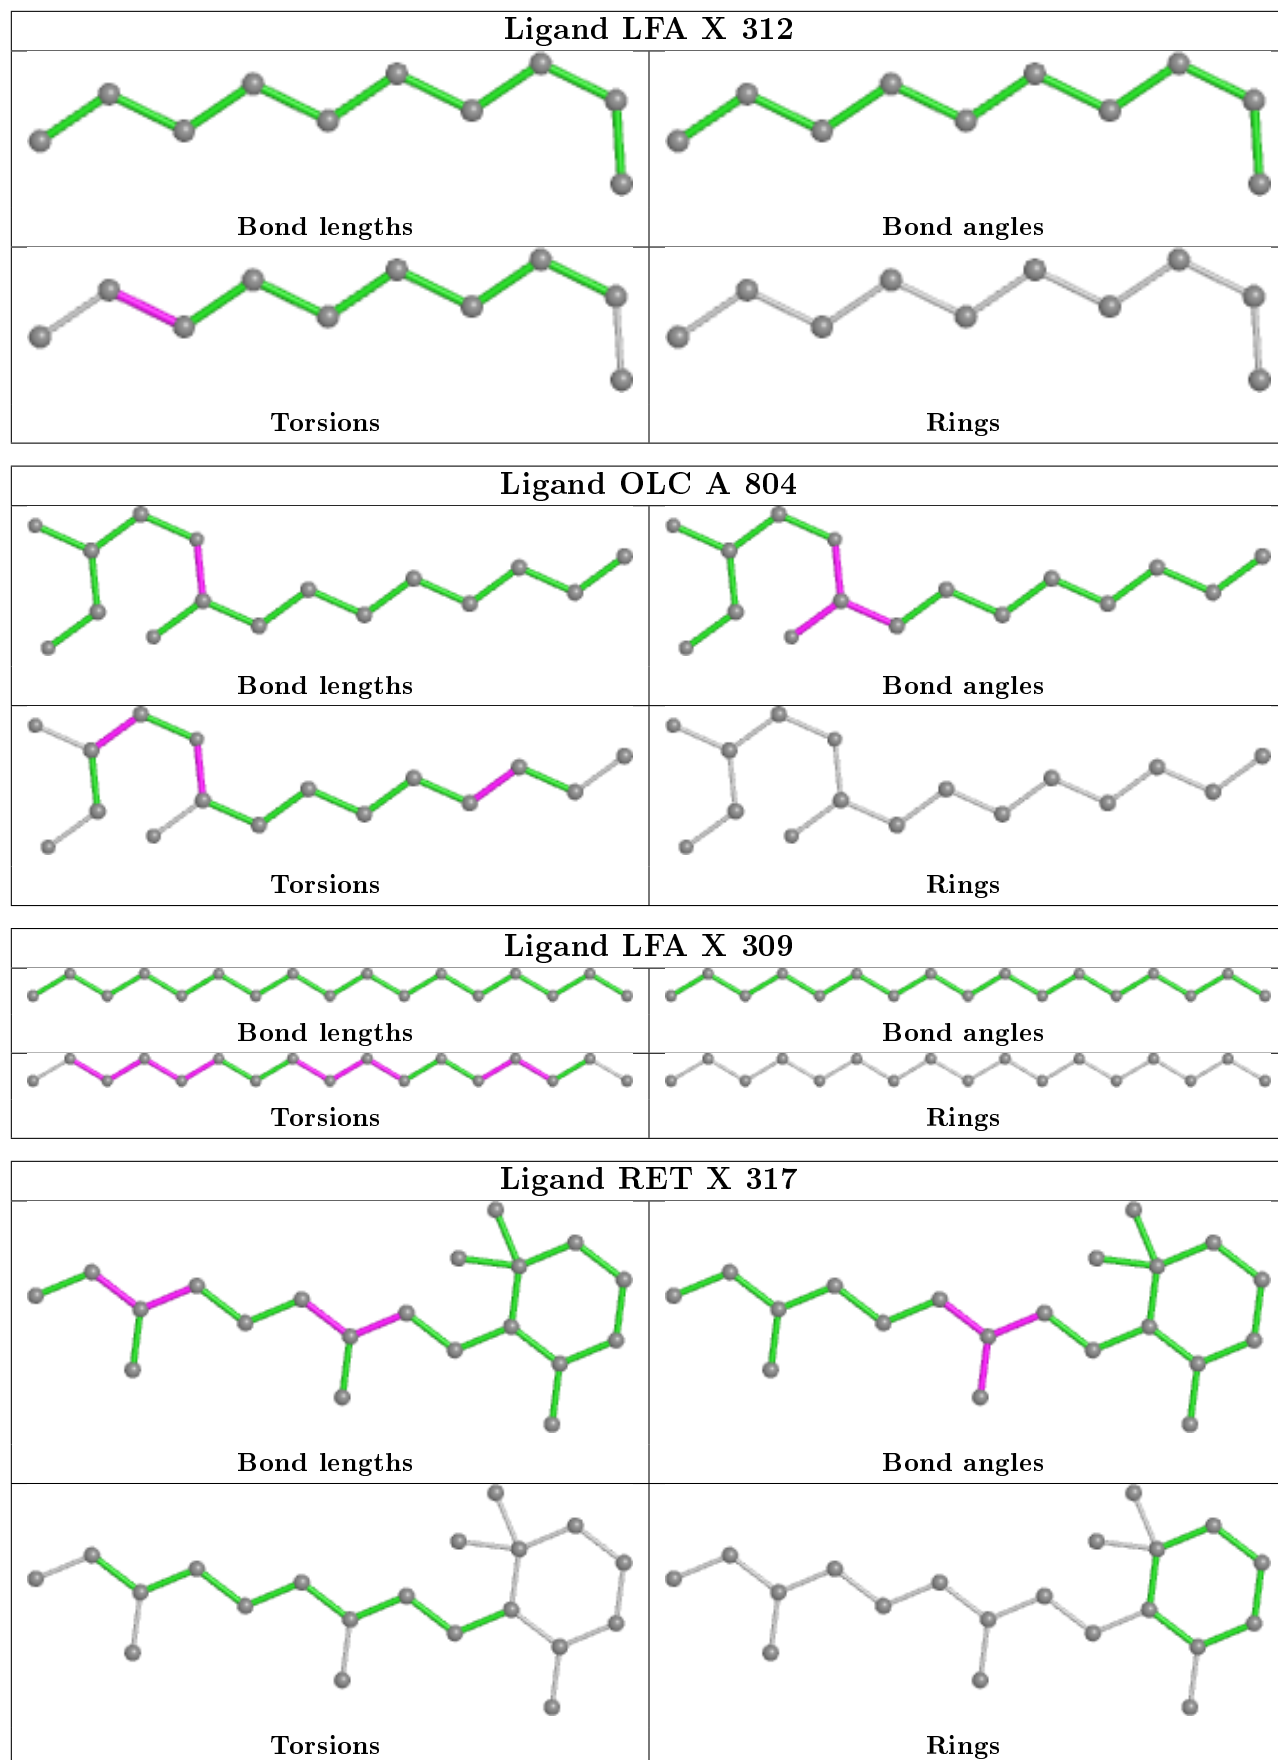 Ligand LFA X 312
Bond lengths
Bond angles
Torsions
Rings
Ligand OLC A 804
Bond lengths
Bond angles
Torsions
Rings
Ligand LFA X 309
Bond lengths
Bond angles
Torsions
Rings
Ligand RET X 317
Bond lengths
Bond angles
Torsions
Rings